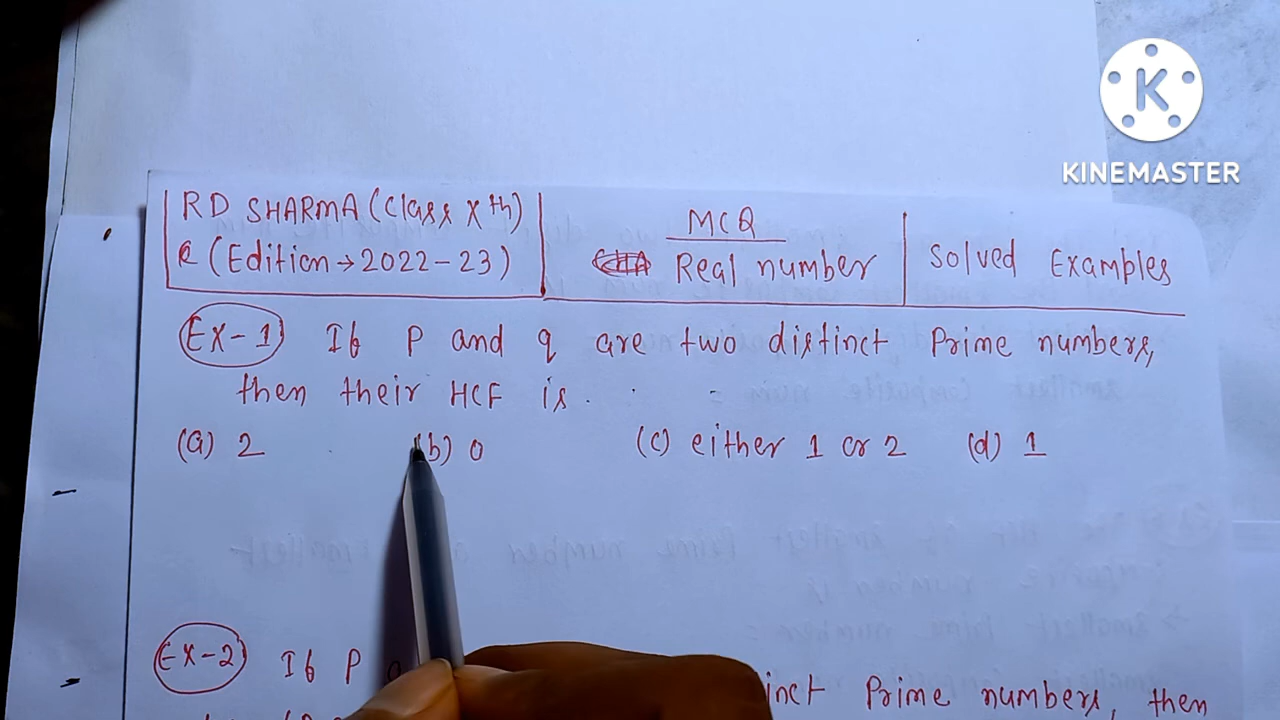 KINEMASTER
RD SHARMA (Class Xth)
(Edition → 2022-23)
MCQ
Real number
Solved Examples
Ex-1 If P and q are two distinct Prime numbers,
then their HCF is.
(a) 2 (b) 0 (c) either 1 or 2 (d) 1
Ex-2 If P
inct Prime numbers, then